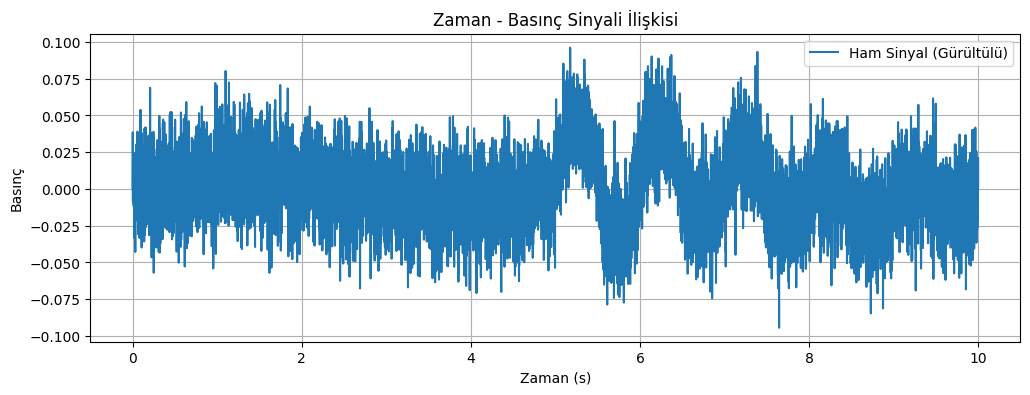 Zaman - Basınç Sinyali İlişkisi
Ham Sinyal (Gürültülü)
Basınç
0.100
0.075
0.050
0.025
0.000
−0.025
−0.050
−0.075
−0.100
0 2 4 6 8 10
Zaman (s)